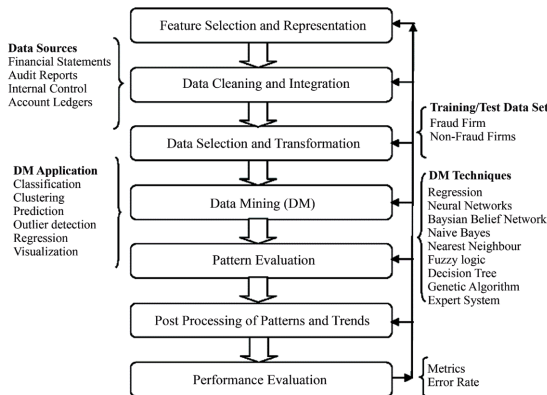 Feature Selection and Representation
Data Sources
Financial Statements
Audit Reports
Internal Control
Account Ledgers
Data Cleaning and Integration
Training/Test Data Set
Fraud Firm
Non-Fraud Firms
Data Selection and Transformation
DM Application
Classification
Clustering
Prediction
Outlier detection
Regression
Visualization
Data Mining (DM)
DM Techniques
Regression
Neural Networks
Baysian Belief Network
Naive Bayes
Nearest Neighbour
Fuzzy logic
Decision Tree
Genetic Algorithm
Expert System
Pattern Evaluation
Post Processing of Patterns and Trends
Performance Evaluation
Metrics
Error Rate